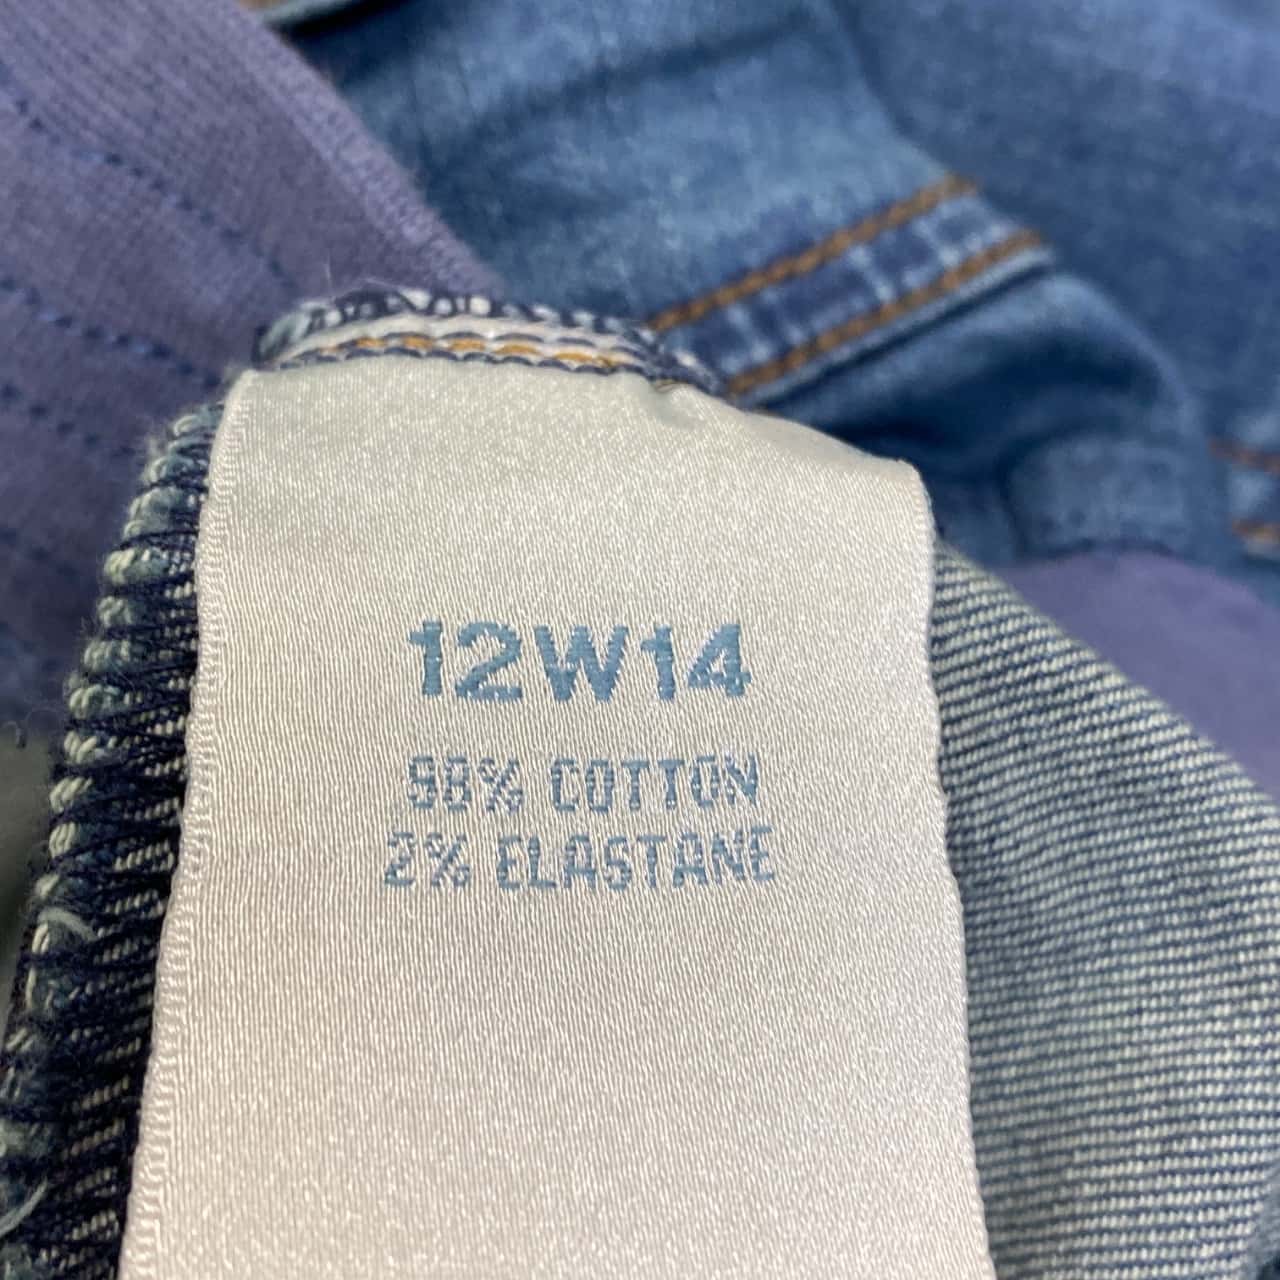 12W14
98% COTTON
2% ELASTANE